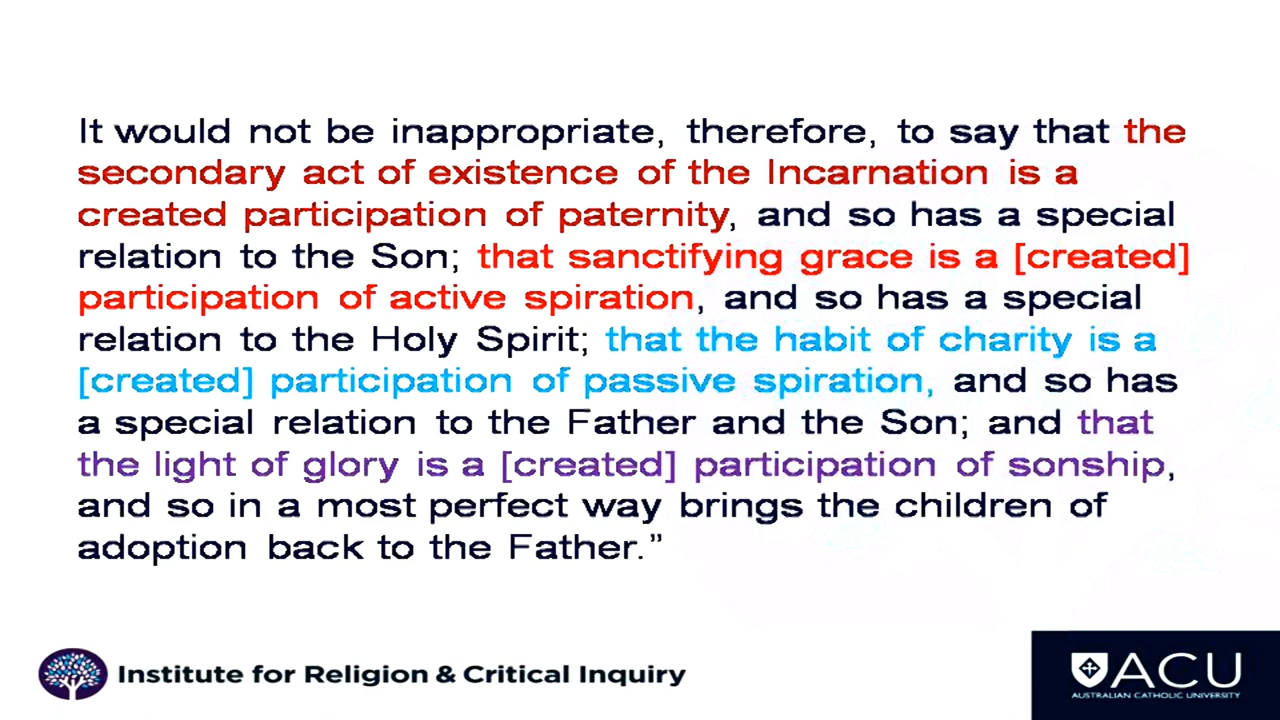 It would not be inappropriate, therefore, to say that the
secondary act of existence of the Incarnation is a
created participation of paternity, and so has a special
relation to the Son; that sanctifying grace is a [created]
participation of active spiration, and so has a special
relation to the Holy Spirit; that the habit of charity is a
[created] participation of passive spiration, and so has
a special relation to the Father and the Son; and that
the light of glory is a [created] participation of sonship,
and so in a most perfect way brings the children of
adoption back to the Father.”
Institute for Religion & Critical Inquiry
ACU
AUSTRALIAN CATHOLIC UNIVERSITY